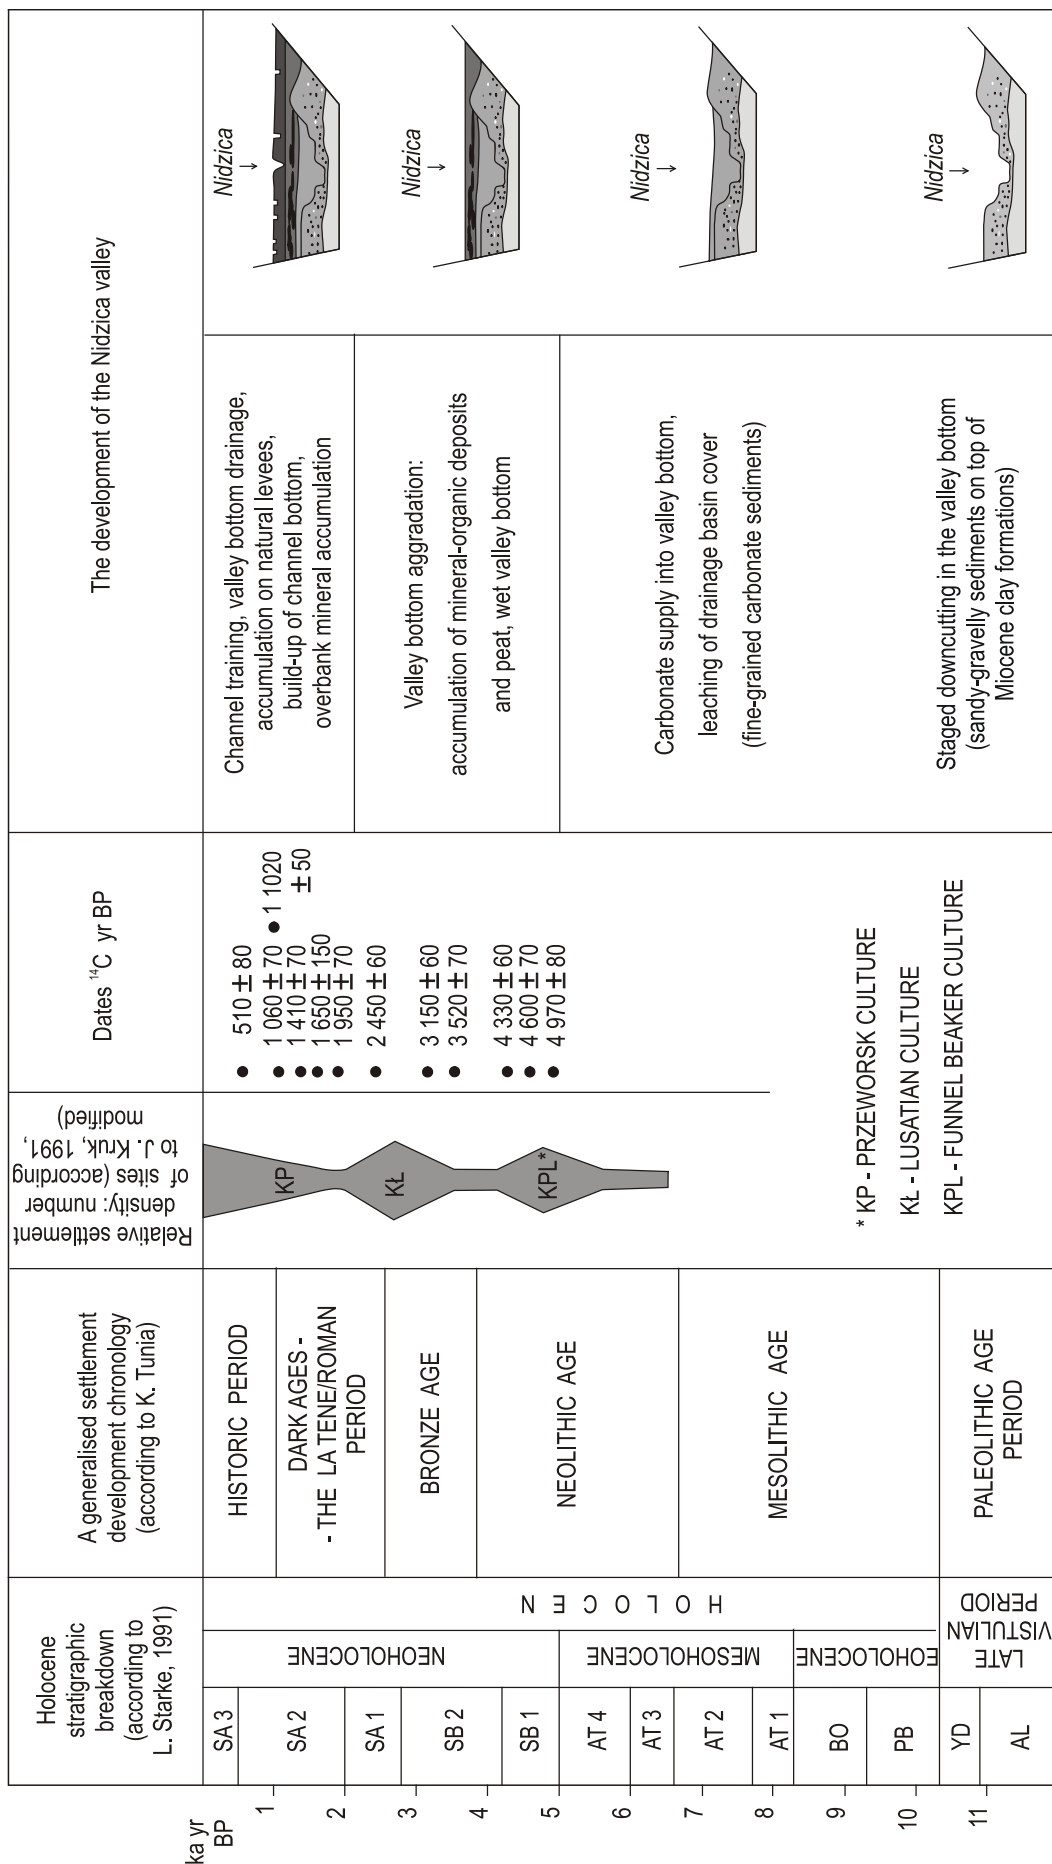 ka yr
BP
1
2
3
4
5
6
7
8
9
10
11
Holocene
stratigraphic
breakdown
(according to
L. Starke, 1991)
SA 3
SA 2
SA 1
SB 2
SB 1
AT 4
AT 3
AT 2
AT 1
BO
PB
YD
AL
NEOHOLOCENE
MESOHOLOCENE
EOHOLOCENE
HOLOCEN
LATE
VISTULIAN
PERIOD
A generalised settlement
development chronology
(according to K. Tunia)
HISTORIC PERIOD
DARK AGES -
- THE LA TENE/ROMAN
PERIOD
BRONZE AGE
NEOLITHIC AGE
MESOLITHIC AGE
PALEOLITHIC AGE
PERIOD
Relative settlement
density: number
of sites (according
to J. Kruk, 1991,
modified)
KP
KŁ
KPL*
Dates ¹⁴C yr BP
510 ± 80
1 060 ± 70
1 1020
± 50
1 410 ± 70
1 650 ± 150
1 950 ± 70
2 450 ± 60
3 150 ± 60
3 520 ± 70
4 330 ± 60
4 600 ± 70
4 970 ± 80
* KP - PRZEWORSK CULTURE
KŁ - LUSATIAN CULTURE
KPL - FUNNEL BEAKER CULTURE
The development of the Nidzica valley
Channel training, valley bottom drainage,
accumulation on natural levees,
build-up of channel bottom,
overbank mineral accumulation
Valley bottom aggradation:
accumulation of mineral-organic deposits
and peat, wet valley bottom
Carbonate supply into valley bottom,
leaching of drainage basin cover
(fine-grained carbonate sediments)
Staged downcutting in the valley bottom
(sandy-gravelly sediments on top of
Miocene clay formations)
Nidzica
Nidzica
Nidzica
Nidzica